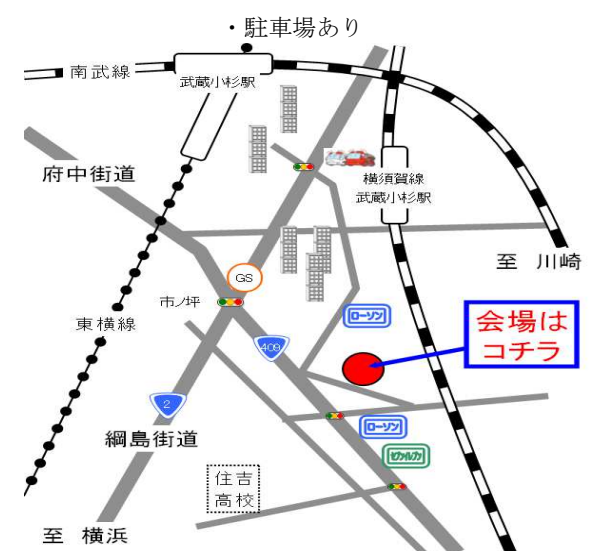 ・駐車場あり
南武線
武蔵小杉駅
府中街道
横須賀線
武蔵小杉駅
至 川崎
GS
市ノ坪
ローソン
会場は
コチラ
東横線
409
2
綱島街道
ローソン
住吉
高校
至 横浜